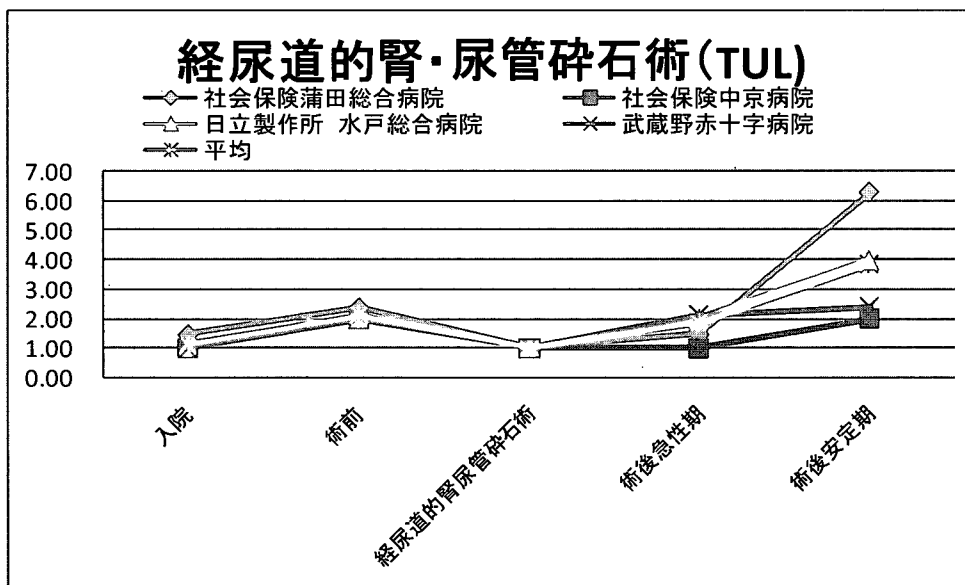 経尿道的腎・尿管砕石術(TUL)
社会保険蒲田総合病院 社会保険中京病院
日立製作所 水戸総合病院 武蔵野赤十字病院
平均
7.00
6.00
5.00
4.00
3.00
2.00
1.00
0.00
入院
術前
経尿道的腎尿管砕石術
術後急性期
術後安定期